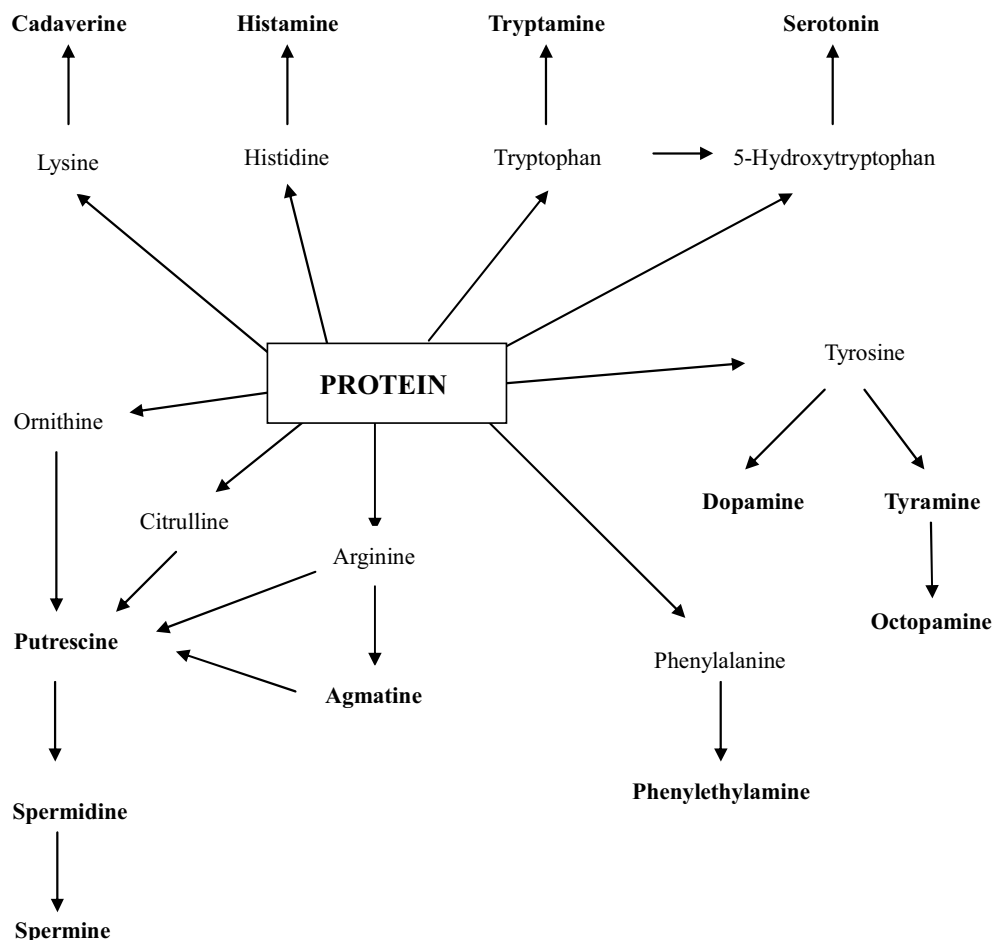 Cadaverine
Histamine
Tryptamine
Serotonin
Lysine
Histidine
Tryptophan
5-Hydroxytryptophan
PROTEIN
Tyrosine
Ornithine
Dopamine
Tyramine
Citrulline
Arginine
Octopamine
Putrescine
Phenylalanine
Agmatine
Phenylethylamine
Spermidine
Spermine